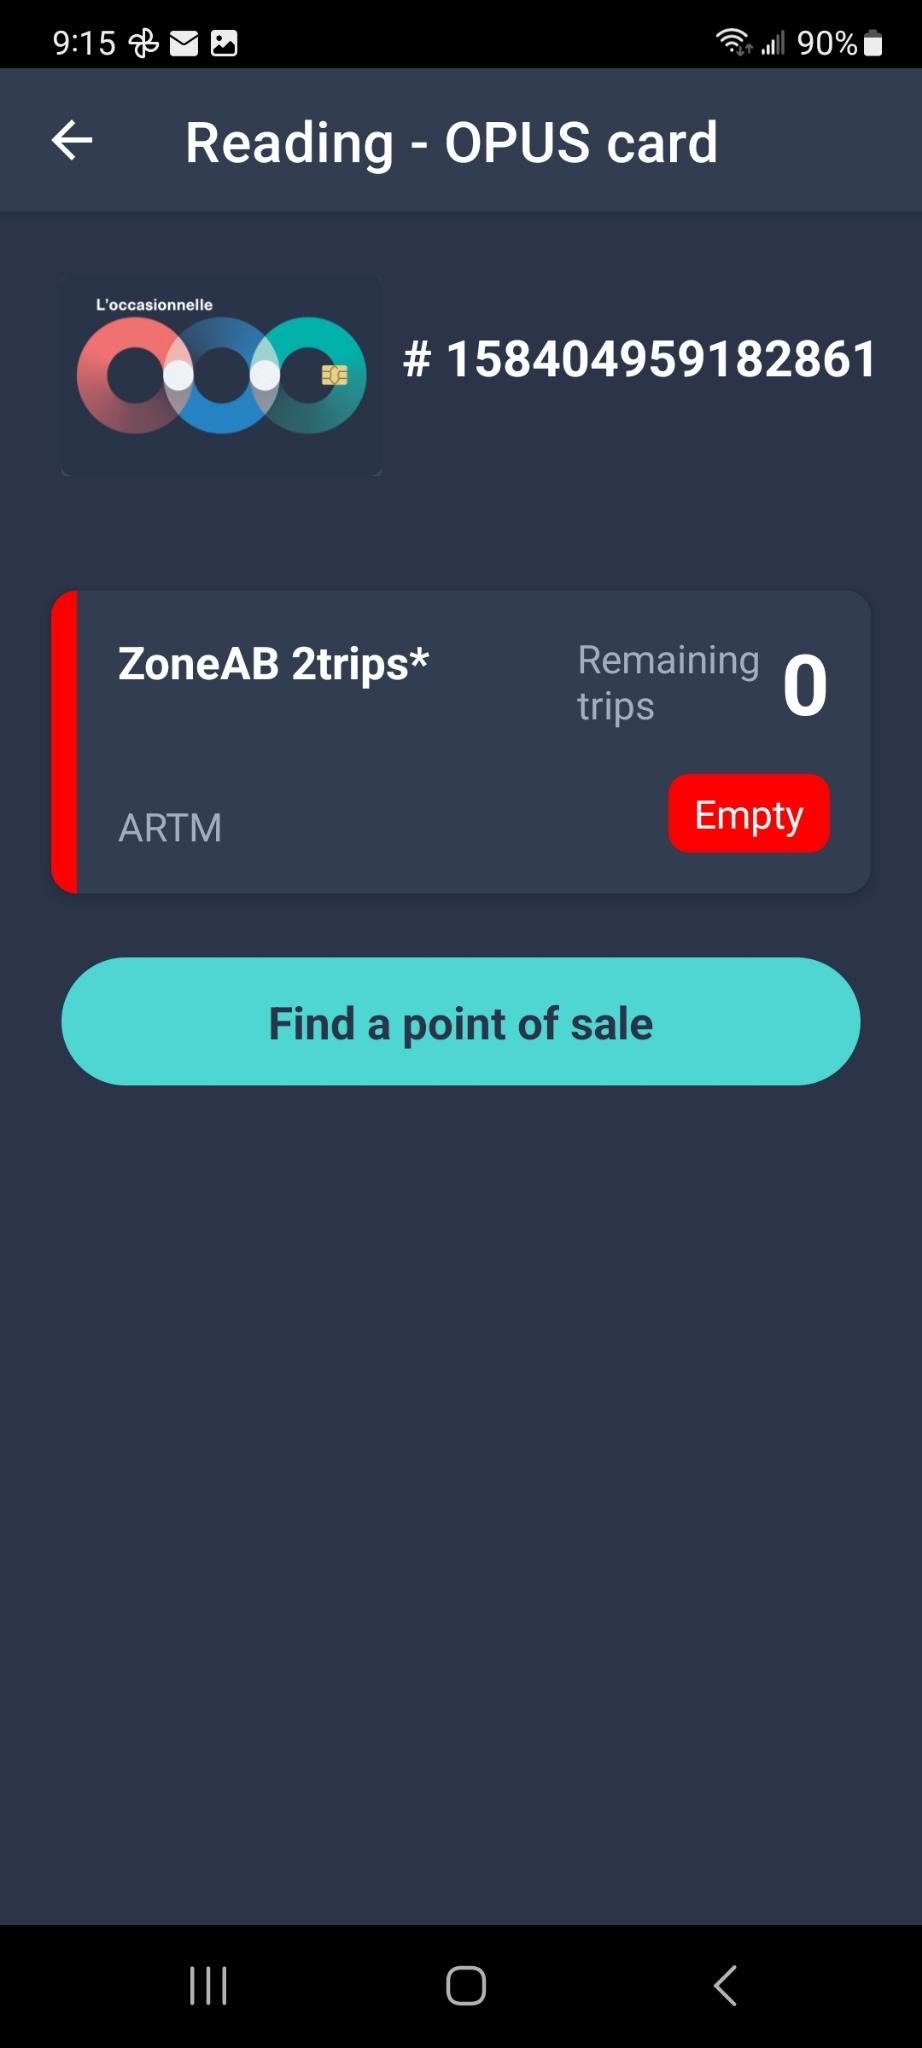 9:15
90%
Reading - OPUS card
L'occasionnelle
# 158404959182861
ZoneAB 2trips*
Remaining
trips
0
ARTM
Empty
Find a point of sale